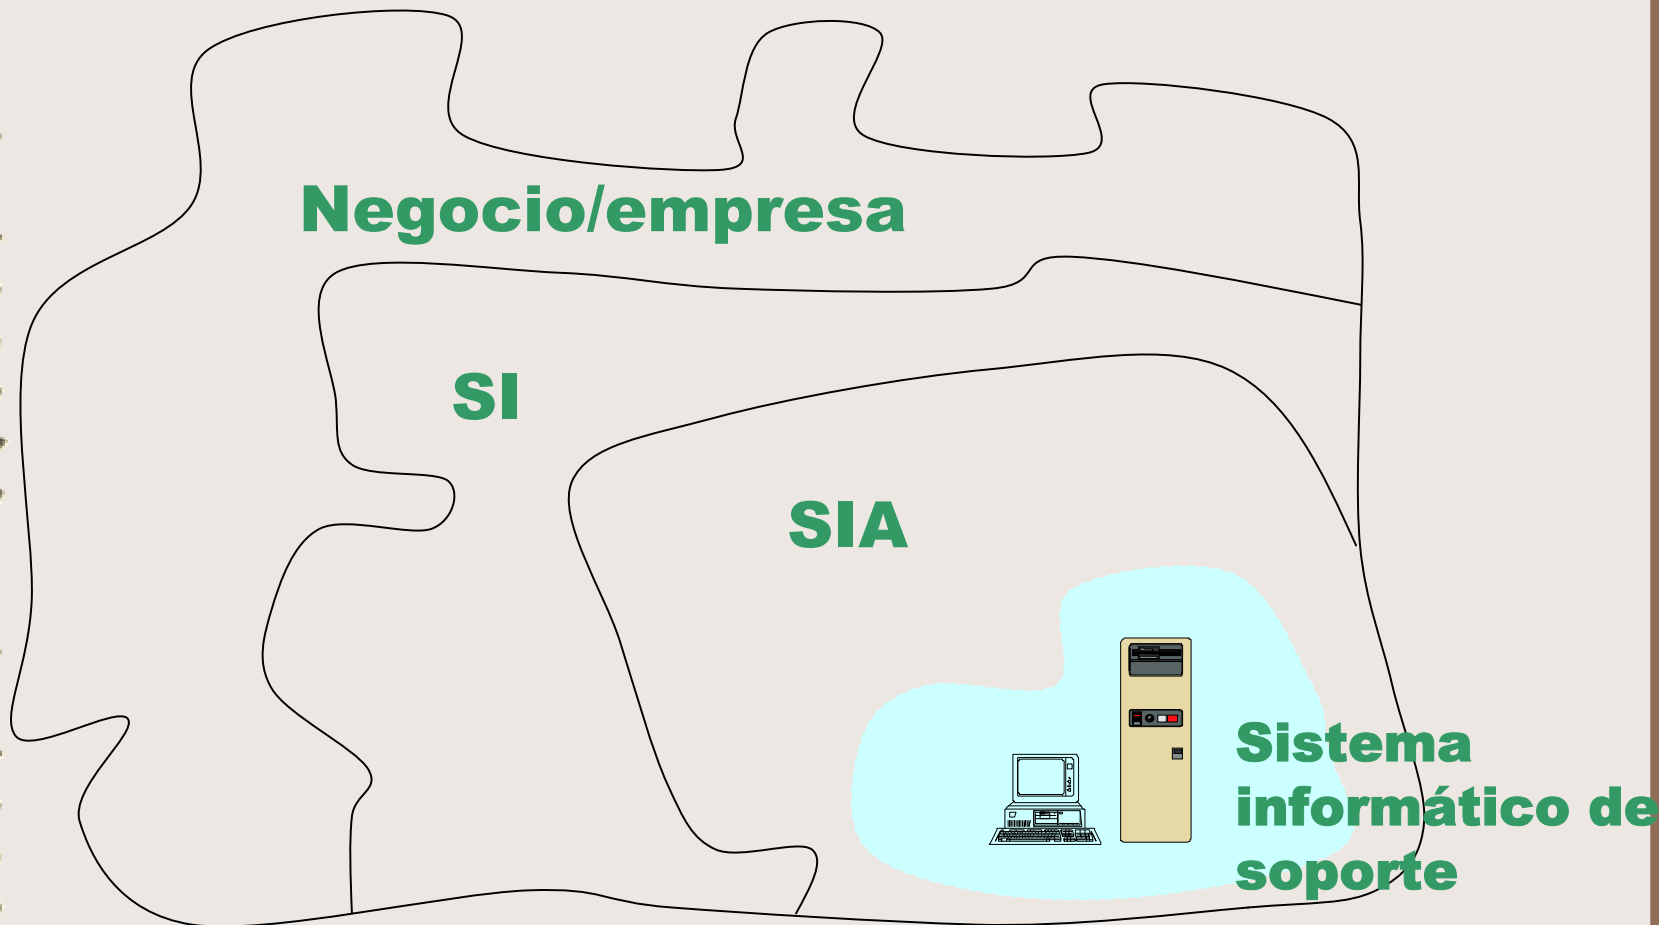 Negocio/empresa
SI
SIA
Sistema
informático de
soporte